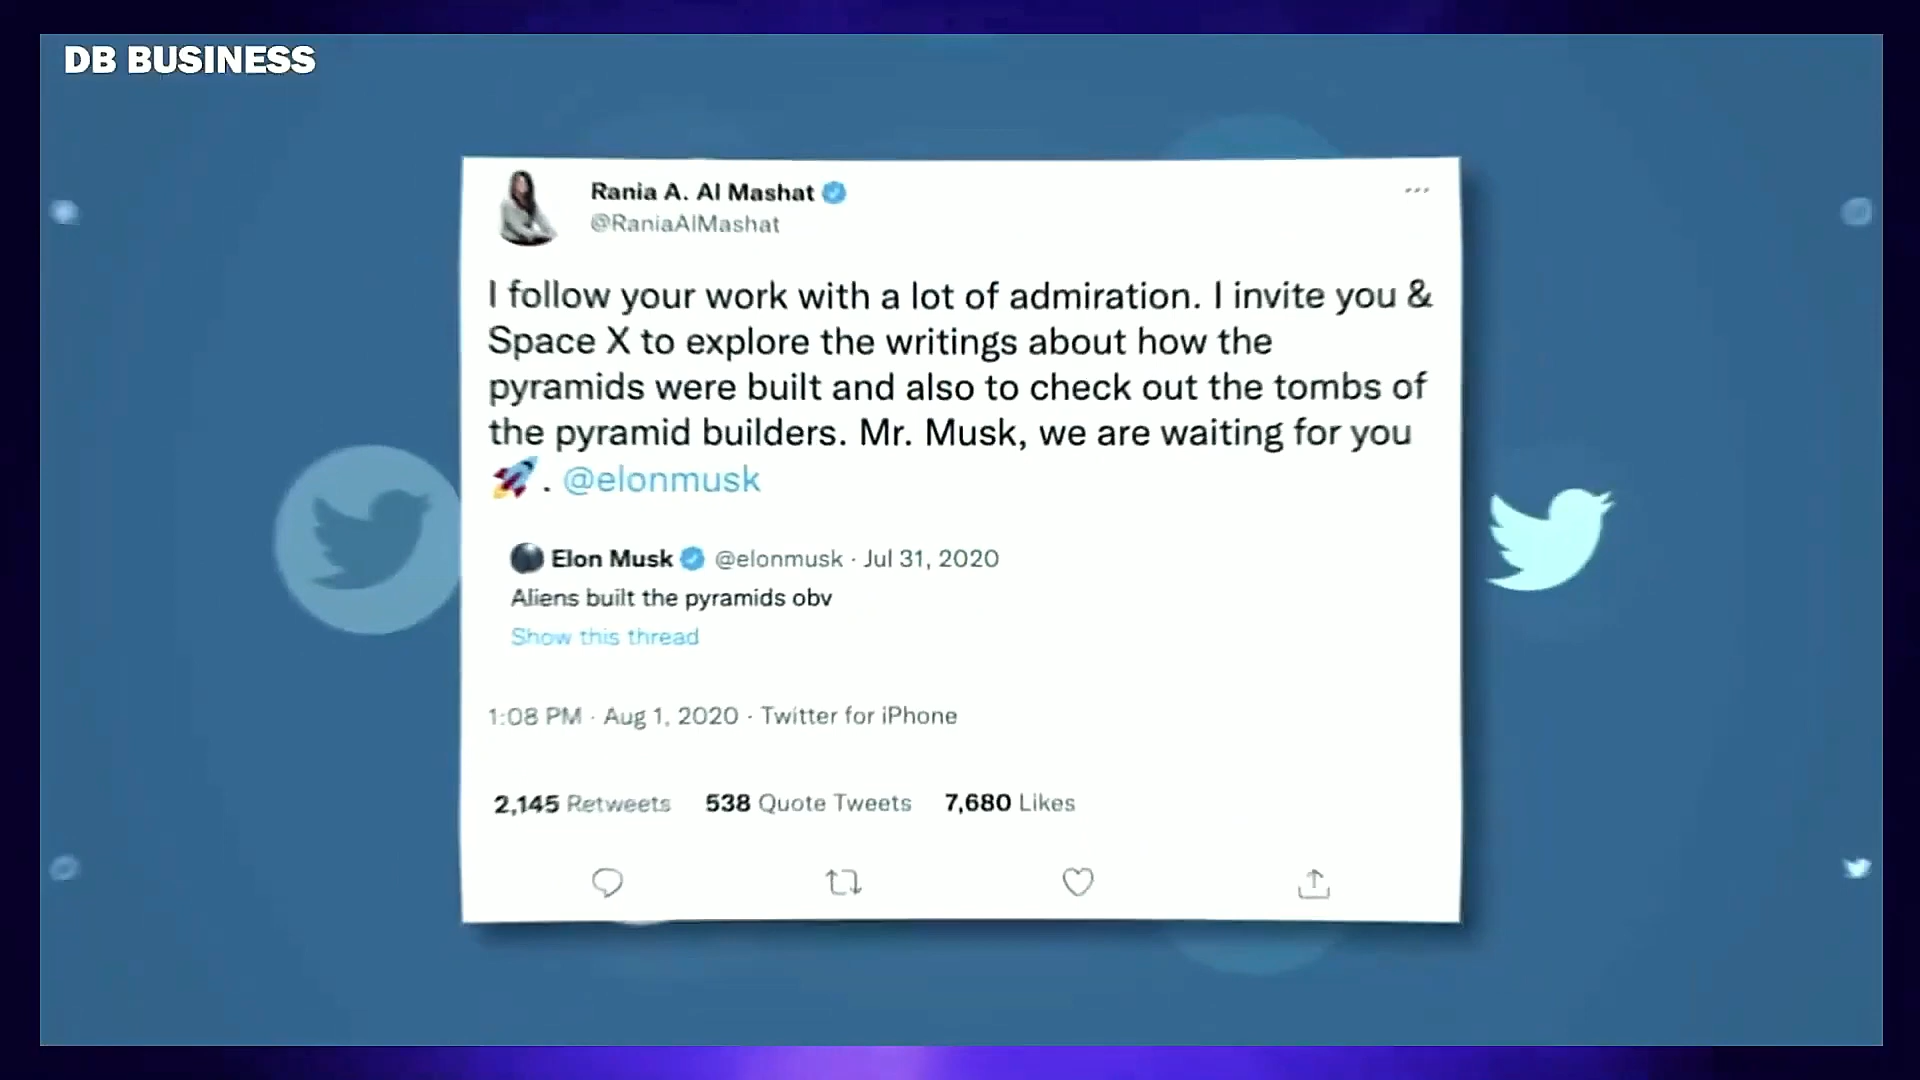 DB BUSINESS
Rania A. Al Mashat
@RaniaAlMashat
I follow your work with a lot of admiration. I invite you &
Space X to explore the writings about how the
pyramids were built and also to check out the tombs of
the pyramid builders. Mr. Musk, we are waiting for you
🚀. @elonmusk
Elon Musk @elonmusk · Jul 31, 2020
Aliens built the pyramids obv
Show this thread
1:08 PM · Aug 1, 2020 · Twitter for iPhone
2,145 Retweets 538 Quote Tweets 7,680 Likes